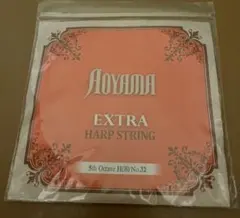 AOYAMA
EXTRA
HARP STRING
5th Octave H(B) No.32